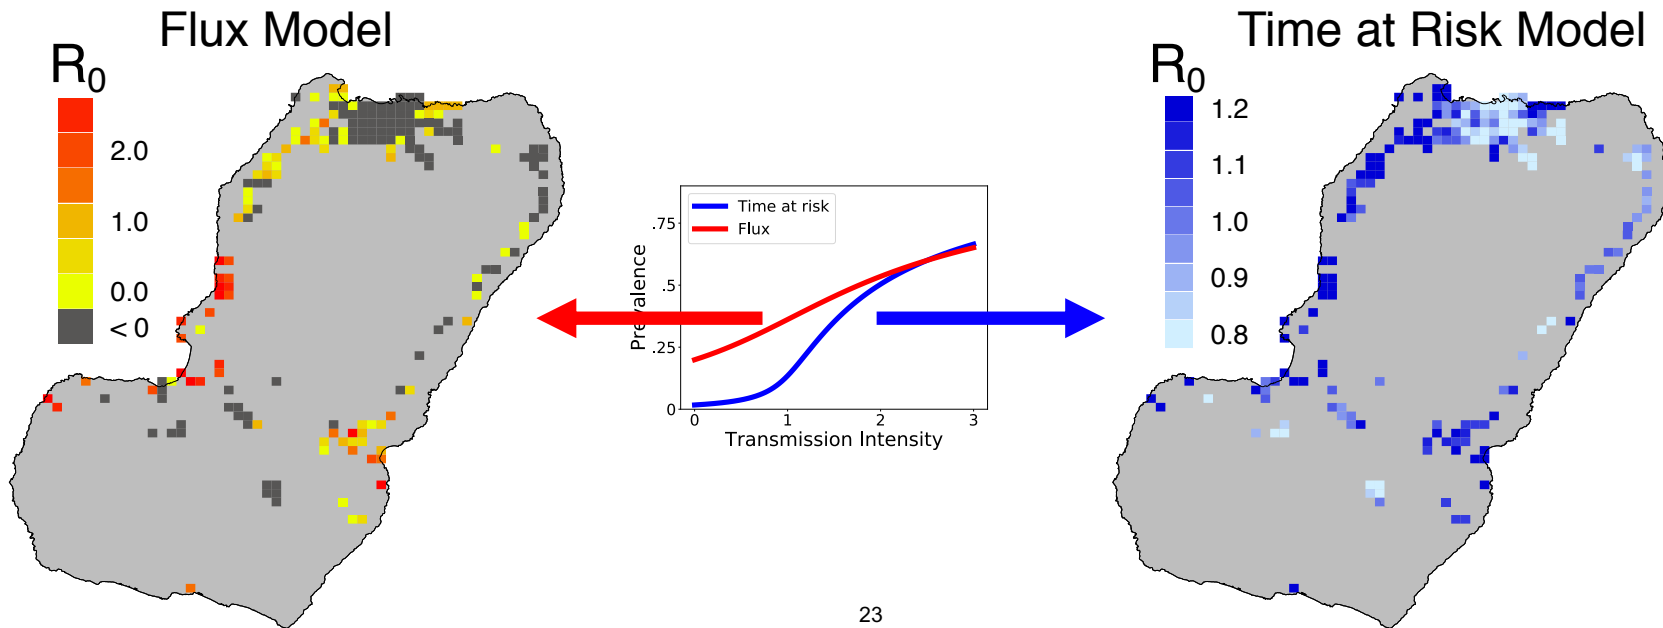 Flux Model
R₀
2.0
1.0
0.0
< 0
Time at risk
Flux
.75
.5
.25
0
Prevalence
0 1 2 3
Transmission Intensity
Time at Risk Model
R₀
1.2
1.1
1.0
0.9
0.8
23